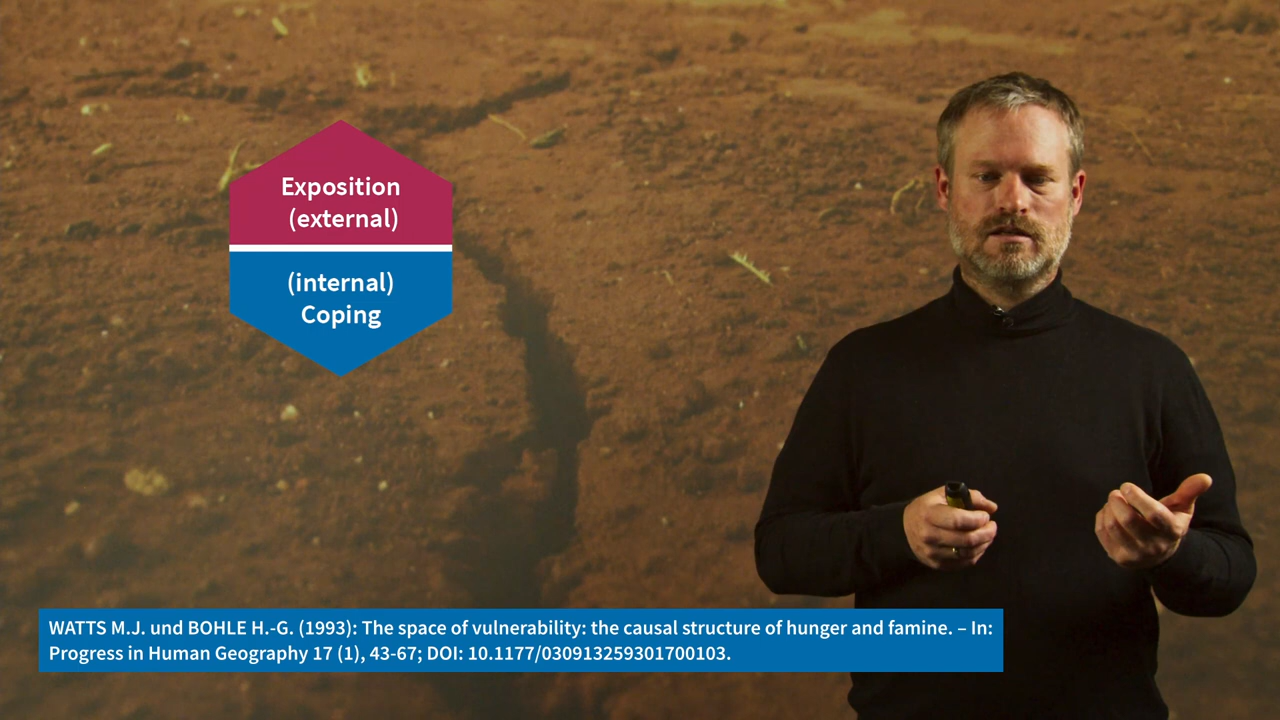 Exposition
(external)
(internal)
Coping
WATTS M.J. und BOHLE H.-G. (1993): The space of vulnerability: the causal structure of hunger and famine. – In:
Progress in Human Geography 17 (1), 43-67; DOI: 10.1177/030913259301700103.